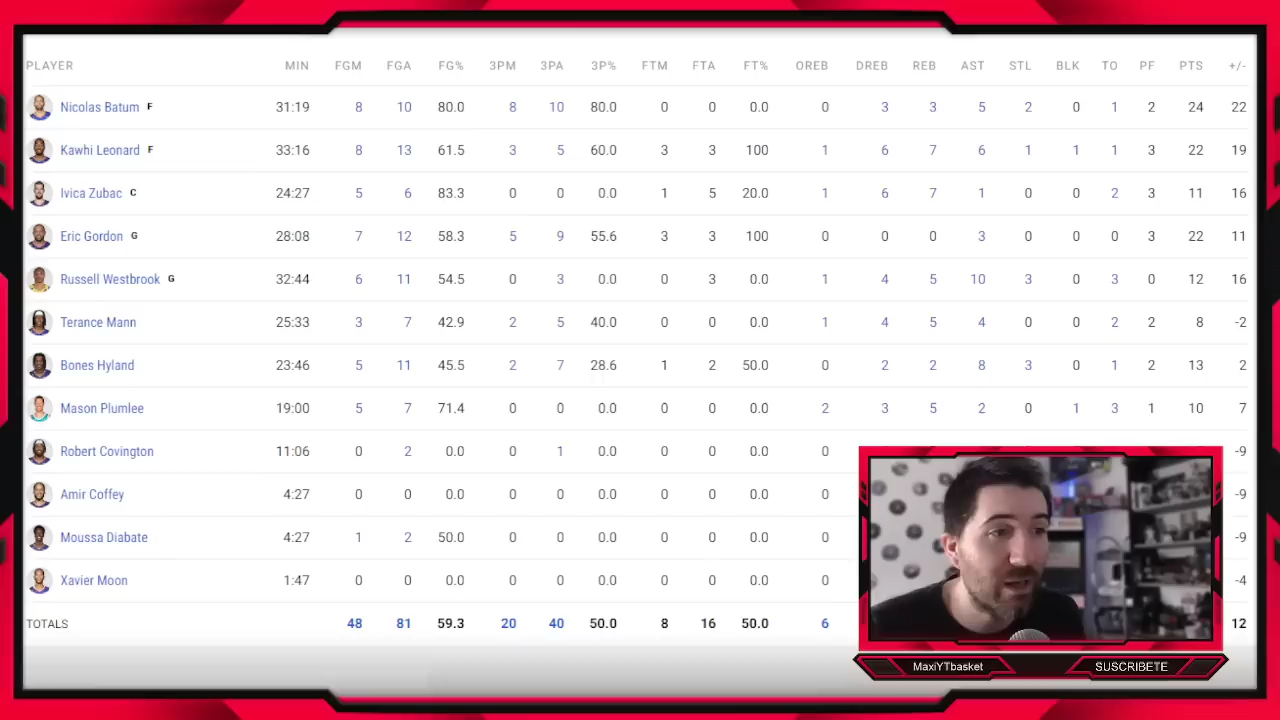 PLAYER MIN FGM FGA FG% 3PM 3PA 3P% FTM FTA FT% OREB DREB REB AST STL BLK TO PF PTS +/-
Nicolas Batum F 31:19 8 10 80.0 8 10 80.0 0 0 0.0 0 3 3 5 2 0 1 2 24 22
Kawhi Leonard F 33:16 8 13 61.5 3 5 60.0 3 3 100 1 6 7 6 1 1 1 3 22 19
Ivica Zubac C 24:27 5 6 83.3 0 0 0.0 1 5 20.0 1 6 7 1 0 0 2 3 11 16
Eric Gordon G 28:08 7 12 58.3 5 9 55.6 3 3 100 0 0 0 3 0 0 0 3 22 11
Russell Westbrook G 32:44 6 11 54.5 0 3 0.0 0 3 0.0 1 4 5 10 3 0 3 0 12 16
Terance Mann 25:33 3 7 42.9 2 5 40.0 0 0 0.0 1 4 5 4 0 0 2 2 8 -2
Bones Hyland 23:46 5 11 45.5 2 7 28.6 1 2 50.0 0 2 2 8 3 0 1 2 13 2
Mason Plumlee 19:00 5 7 71.4 0 0 0.0 0 0 0.0 2 3 5 2 0 1 3 1 10 7
Robert Covington 11:06 0 2 0.0 0 1 0.0 0 0 0.0 0 -9
Amir Coffey 4:27 0 0 0.0 0 0 0.0 0 0 0.0 0 -9
Moussa Diabate 4:27 1 2 50.0 0 0 0.0 0 0 0.0 0 -9
Xavier Moon 1:47 0 0 0.0 0 0 0.0 0 0 0.0 0 -4
TOTALS 48 81 59.3 20 40 50.0 8 16 50.0 6 12
MaxiYTbasket SUSCRIBETE